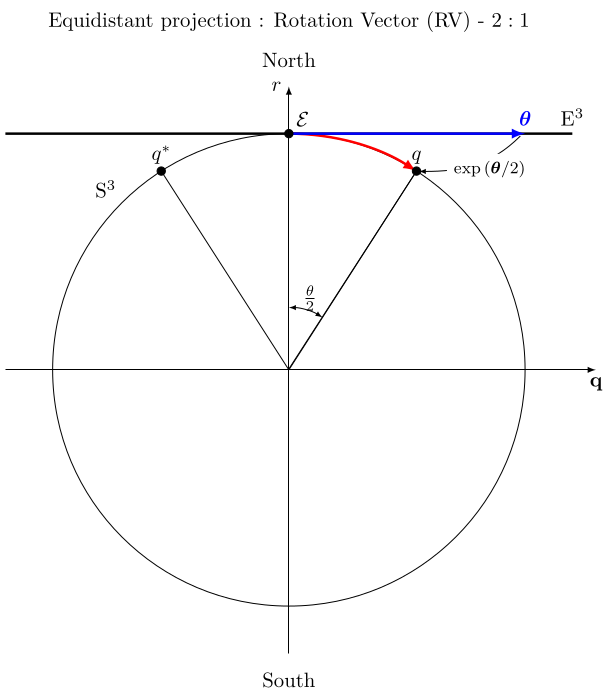 Equidistant projection : Rotation Vector (RV) - 2 : 1
North
r
ℰ
θ
E³
q*
q
exp (θ/2)
S³
θ/2
q
South